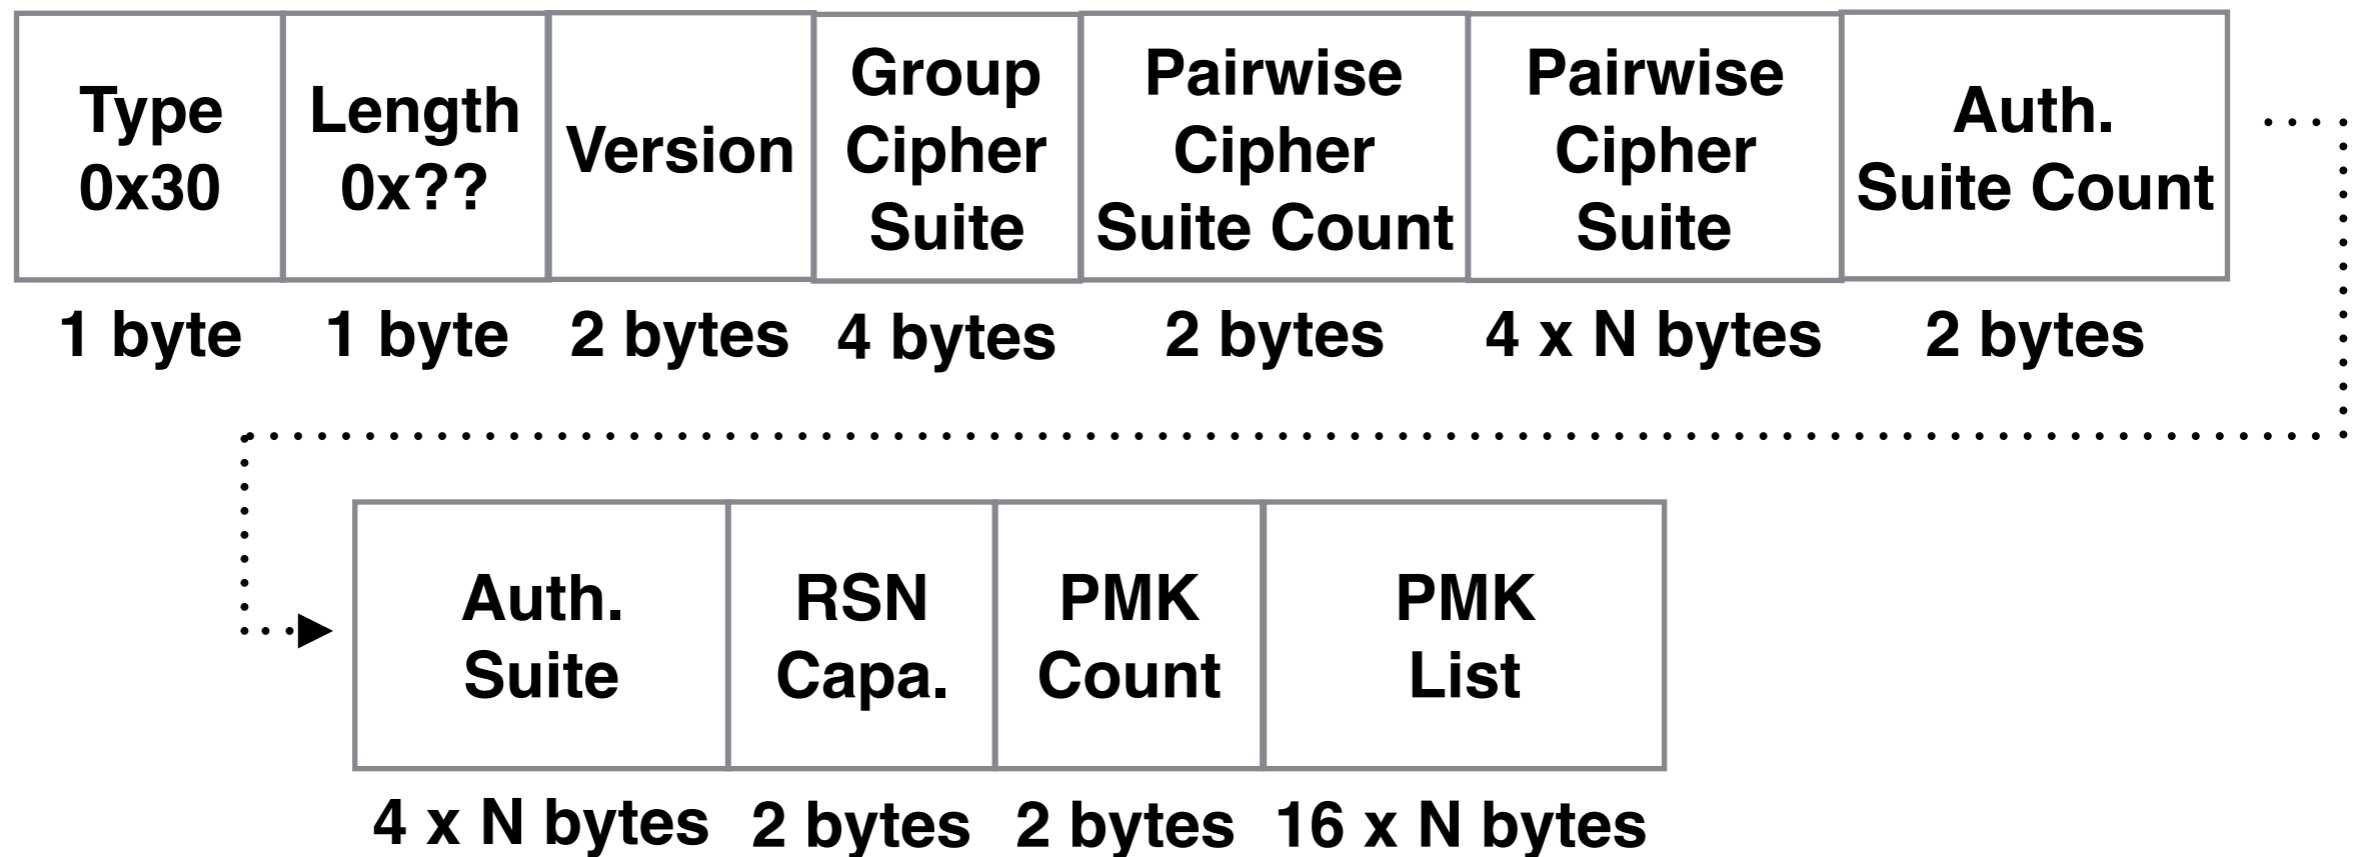 Type
0x30
Length
0x??
Version
Group
Cipher
Suite
Pairwise
Cipher
Suite Count
Pairwise
Cipher
Suite
Auth.
Suite Count
1 byte
1 byte
2 bytes
4 bytes
2 bytes
4 x N bytes
2 bytes
Auth.
Suite
RSN
Capa.
PMK
Count
PMK
List
4 x N bytes
2 bytes
2 bytes
16 x N bytes